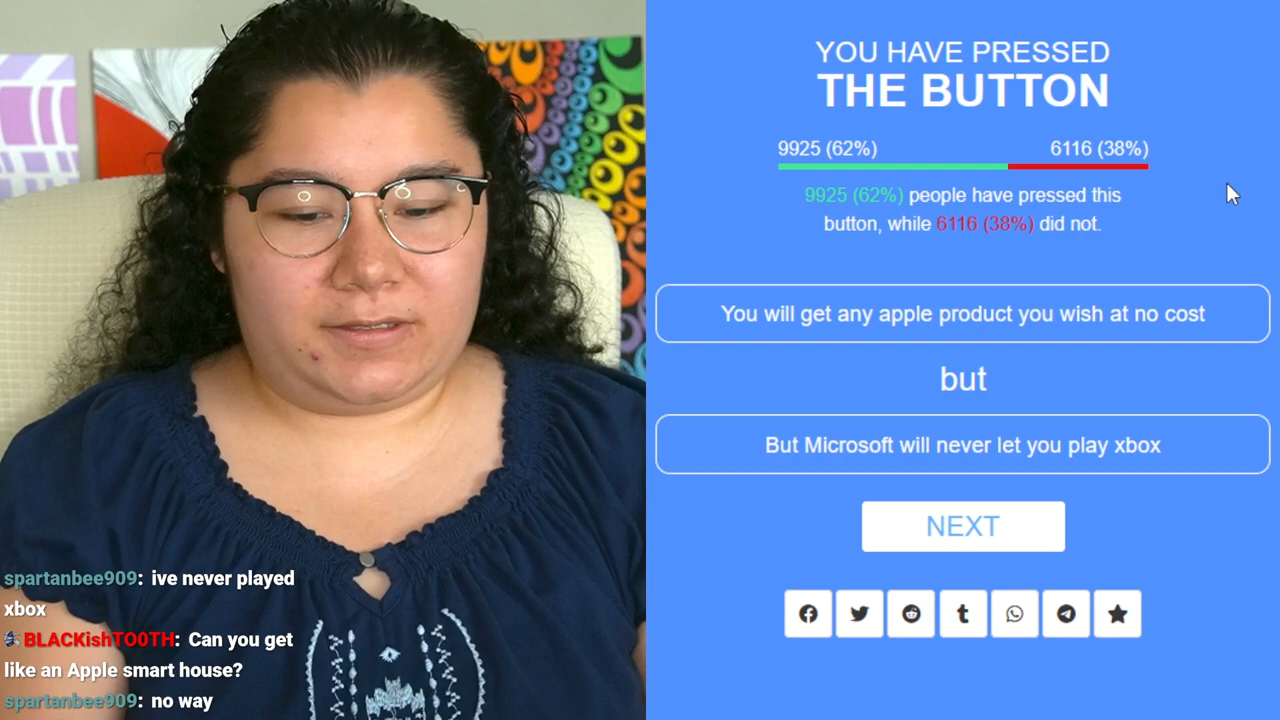 YOU HAVE PRESSED
THE BUTTON
9925 (62%) 6116 (38%)
9925 (62%) people have pressed this
button, while 6116 (38%) did not.
You will get any apple product you wish at no cost
but
But Microsoft will never let you play xbox
NEXT
spartanbee909: ive never played
xbox
BLACKishTO0TH: Can you get
like an Apple smart house?
spartanbee909: no way